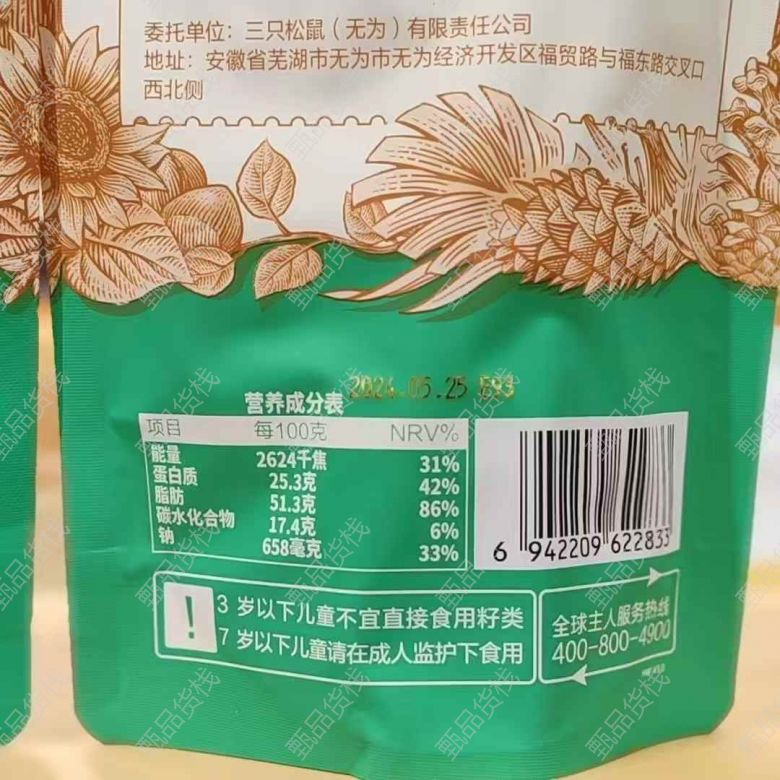 委托单位：三只松鼠（无为）有限责任公司
地址：安徽省芜湖市无为市无为经济开发区福贸路与福东路交叉口
西北侧
2024.05.25
营养成分表
项目 每100克 NRV%
能量 2624千焦 31%
蛋白质 25.3克 42%
脂肪 51.3克 86%
碳水化合物 17.4克 6%
钠 658毫克 33%
6 942209 622833
! 3 岁以下儿童不宜直接食用籽类
7 岁以下儿童请在成人监护下食用
全球主人服务热线
400-800-4900
甄品货栈